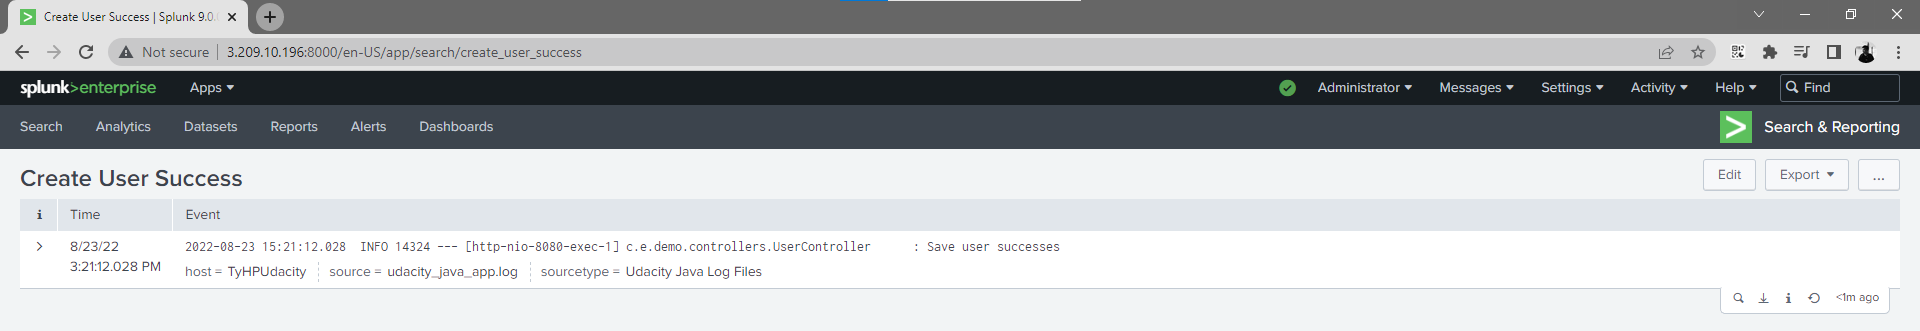 Create User Success | Splunk 9.0.
Not secure 3.209.10.196:8000/en-US/app/search/create_user_success
splunk>enterprise Apps Administrator Messages Settings Activity Help Find
Search Analytics Datasets Reports Alerts Dashboards Search & Reporting
Create User Success Edit Export ...
i Time Event
8/23/22 2022-08-23 15:21:12.028 INFO 14324 --- [http-nio-8080-exec-1] c.e.demo.controllers.UserController : Save user successes
3:21:12.028 PM host = TyHPUdacity source = udacity_java_app.log sourcetype = Udacity Java Log Files
<1m ago